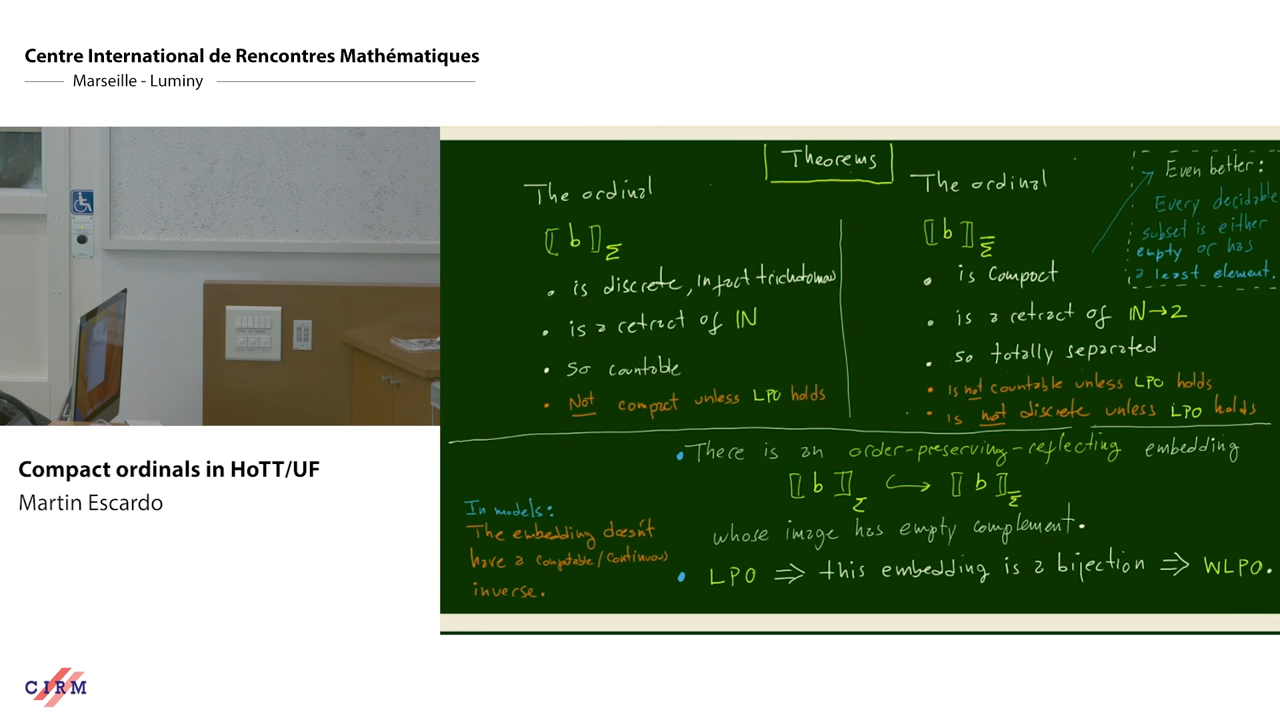 Centre International de Rencontres Mathématiques
Marseille - Luminy
Theorems
The ordinal
⟦ b ⟧_Σ
• is discrete, in fact trichotomous
• is a retract of ℕ
• so countable
• Not compact unless LPO holds
The ordinal
⟦ b ⟧_Σ̅
• is compact
• is a retract of ℕ→2
• so totally separated
• Is not countable unless LPO holds
• is not discrete unless LPO holds
Even better:
Every decidable
subset is either
empty or has
a least element.
• There is an order-preserving-reflecting embedding
⟦ b ⟧_Σ ↪ ⟦ b ⟧_Σ̅
whose image has empty complement.
• LPO ⇒ this embedding is a bijection ⇒ WLPO.
In models:
The embedding doesn't
have a computable/continuous
inverse.
Compact ordinals in HoTT/UF
Martin Escardo
CIRM